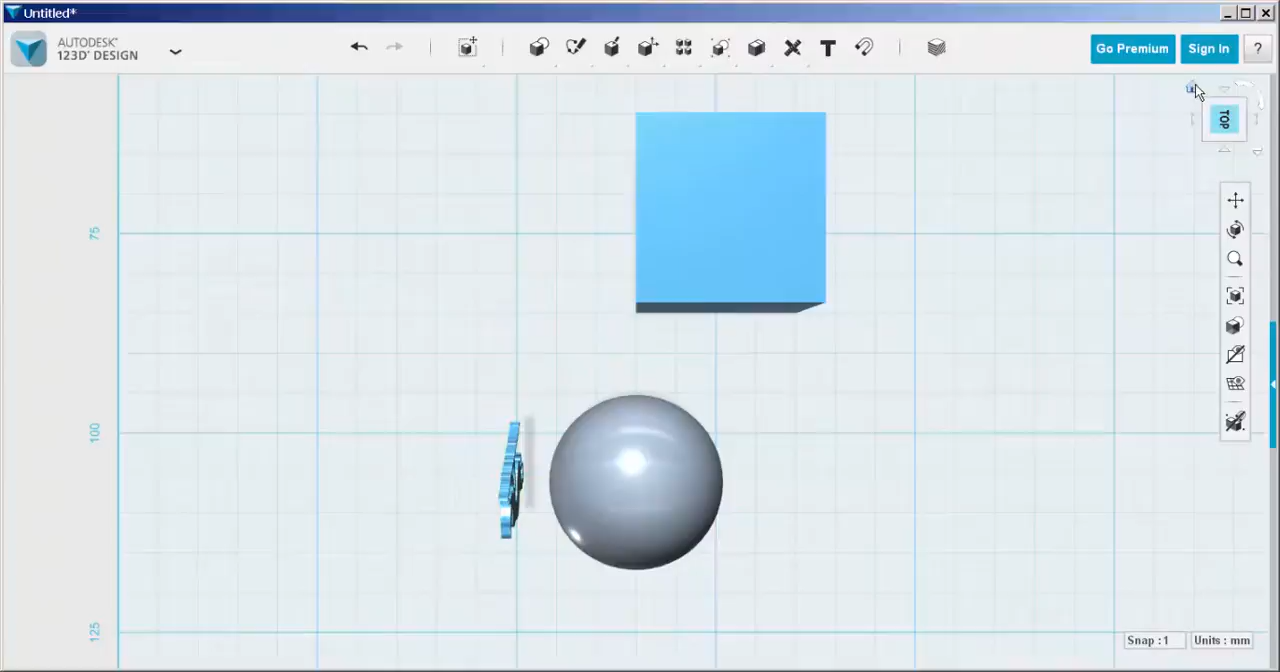 Untitled*
AUTODESK®
123D® DESIGN
T
Go Premium
Sign In
?
TOP
75
100
125
Snap : 1
Units : mm